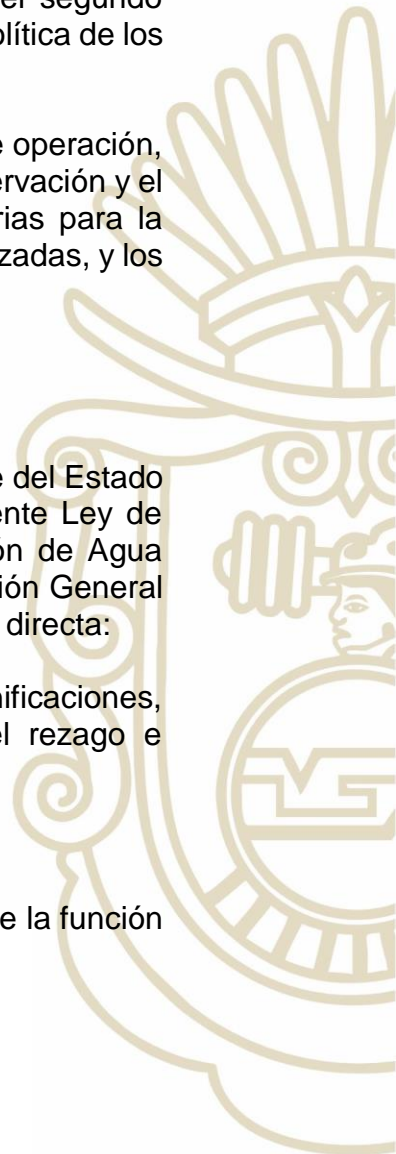 er segundo
olítica de los
e operación,
ervación y el
rias para la
zadas, y los
e del Estado
ente Ley de
ón de Agua
ción General
directa:
nificaciones,
el rezago e
e la función